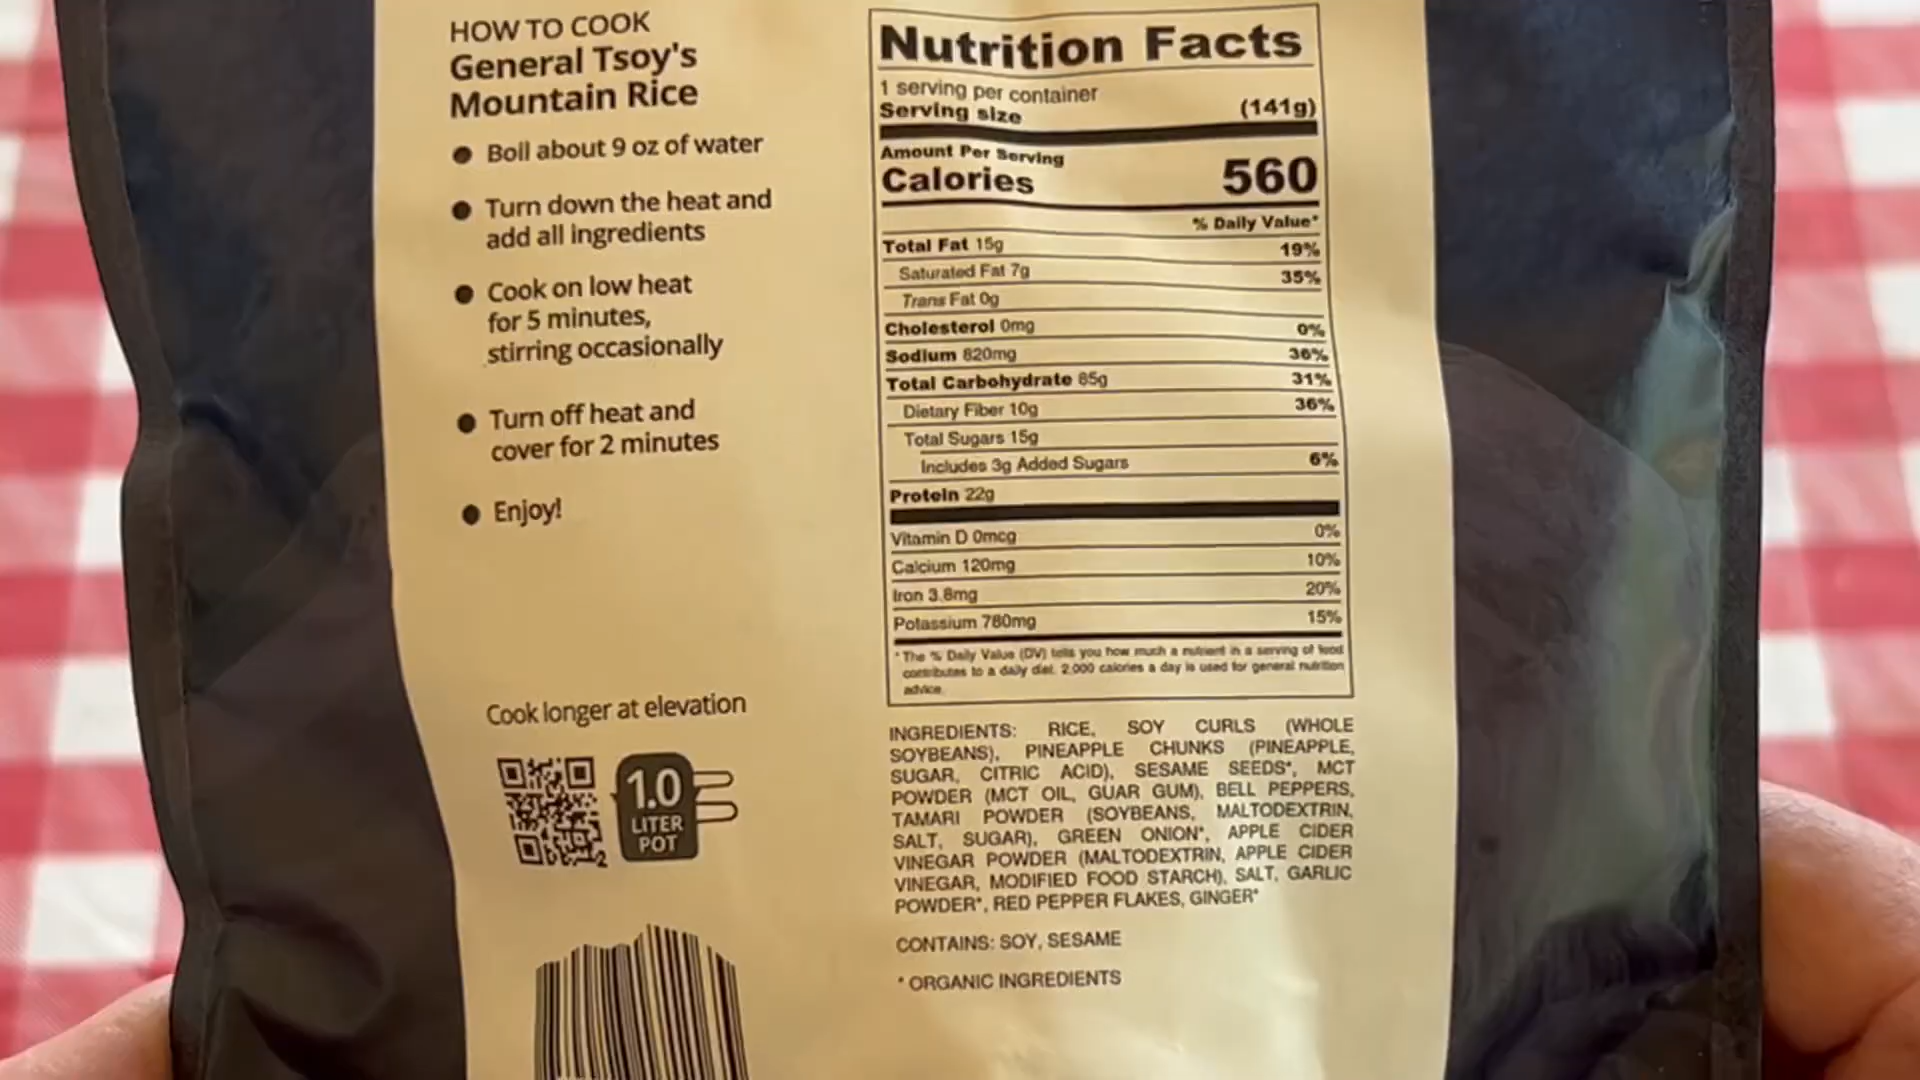 HOW TO COOK
General Tsoy's
Mountain Rice
● Boil about 9 oz of water
● Turn down the heat and
add all ingredients
● Cook on low heat
for 5 minutes,
stirring occasionally
● Turn off heat and
cover for 2 minutes
● Enjoy!
Cook longer at elevation
1.0
LITER
POT
2
Nutrition Facts
1 serving per container
Serving size (141g)
Amount Per Serving
Calories 560
% Daily Value*
Total Fat 15g 19%
Saturated Fat 7g 35%
Trans Fat 0g
Cholesterol 0mg 0%
Sodium 820mg 36%
Total Carbohydrate 85g 31%
Dietary Fiber 10g 36%
Total Sugars 15g
Includes 3g Added Sugars 6%
Protein 22g
Vitamin D 0mcg 0%
Calcium 120mg 10%
Iron 3.8mg 20%
Potassium 780mg 15%
* The % Daily Value (DV) tells you how much a nutrient in a serving of food
contributes to a daily diet. 2,000 calories a day is used for general nutrition
advice.
INGREDIENTS: RICE, SOY CURLS (WHOLE
SOYBEANS), PINEAPPLE CHUNKS (PINEAPPLE,
SUGAR, CITRIC ACID), SESAME SEEDS*, MCT
POWDER (MCT OIL, GUAR GUM), BELL PEPPERS,
TAMARI POWDER (SOYBEANS, MALTODEXTRIN,
SALT, SUGAR), GREEN ONION*, APPLE CIDER
VINEGAR POWDER (MALTODEXTRIN, APPLE CIDER
VINEGAR, MODIFIED FOOD STARCH), SALT, GARLIC
POWDER*, RED PEPPER FLAKES, GINGER*
CONTAINS: SOY, SESAME
* ORGANIC INGREDIENTS